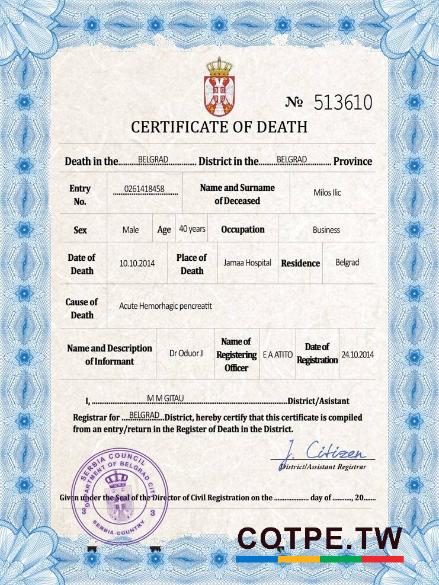 № 513610
CERTIFICATE OF DEATH
Death in the BELGRAD District in the BELGRAD Province
Entry No. 0261418458 Name and Surname of Deceased Milos Ilic
Sex Male Age 40 years Occupation Business
Date of Death 10.10.2014 Place of Death Jamaa Hospital Residence Belgrad
Cause of Death Acute Hemorhagic pencreatit
Name and Description of Informant Dr Oduor J Name of Registering Officer E A ATITO Date of Registration 24.10.2014
I, M M GITAU District/Asistant
Registrar for BELGRAD District, hereby certify that this certificate is compiled
from an entry/return in the Register of Death in the District.
J. Citizen
District/Assistant Registrar
SERBIA COUNCIL
DEPARTMENT OF BELGRAD CITY
SERBIA-COUNTRY
Given under the Seal of the Director of Civil Registration on the ................ day of ........, 20.....
CQTPE.TW